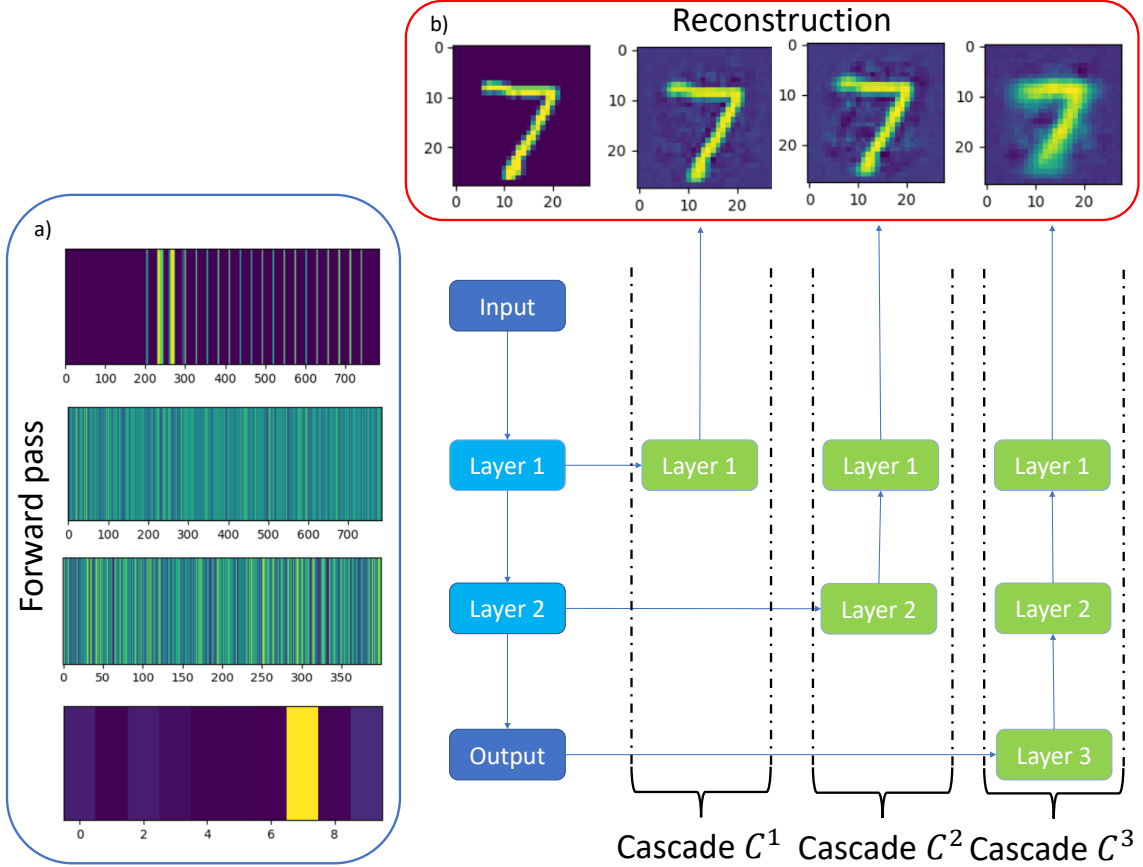 b)
Reconstruction
0
10
20
0 10 20
0
10
20
0 10 20
0
10
20
0 10 20
0
10
20
0 10 20
a)
Forward pass
0 100 200 300 400 500 600 700
0 100 200 300 400 500 600 700
0 50 100 150 200 250 300 350
0 2 4 6 8
Input
Layer 1 Layer 1 Layer 1 Layer 1
Layer 2 Layer 2 Layer 2
Output Layer 3
Cascade C¹ Cascade C² Cascade C³